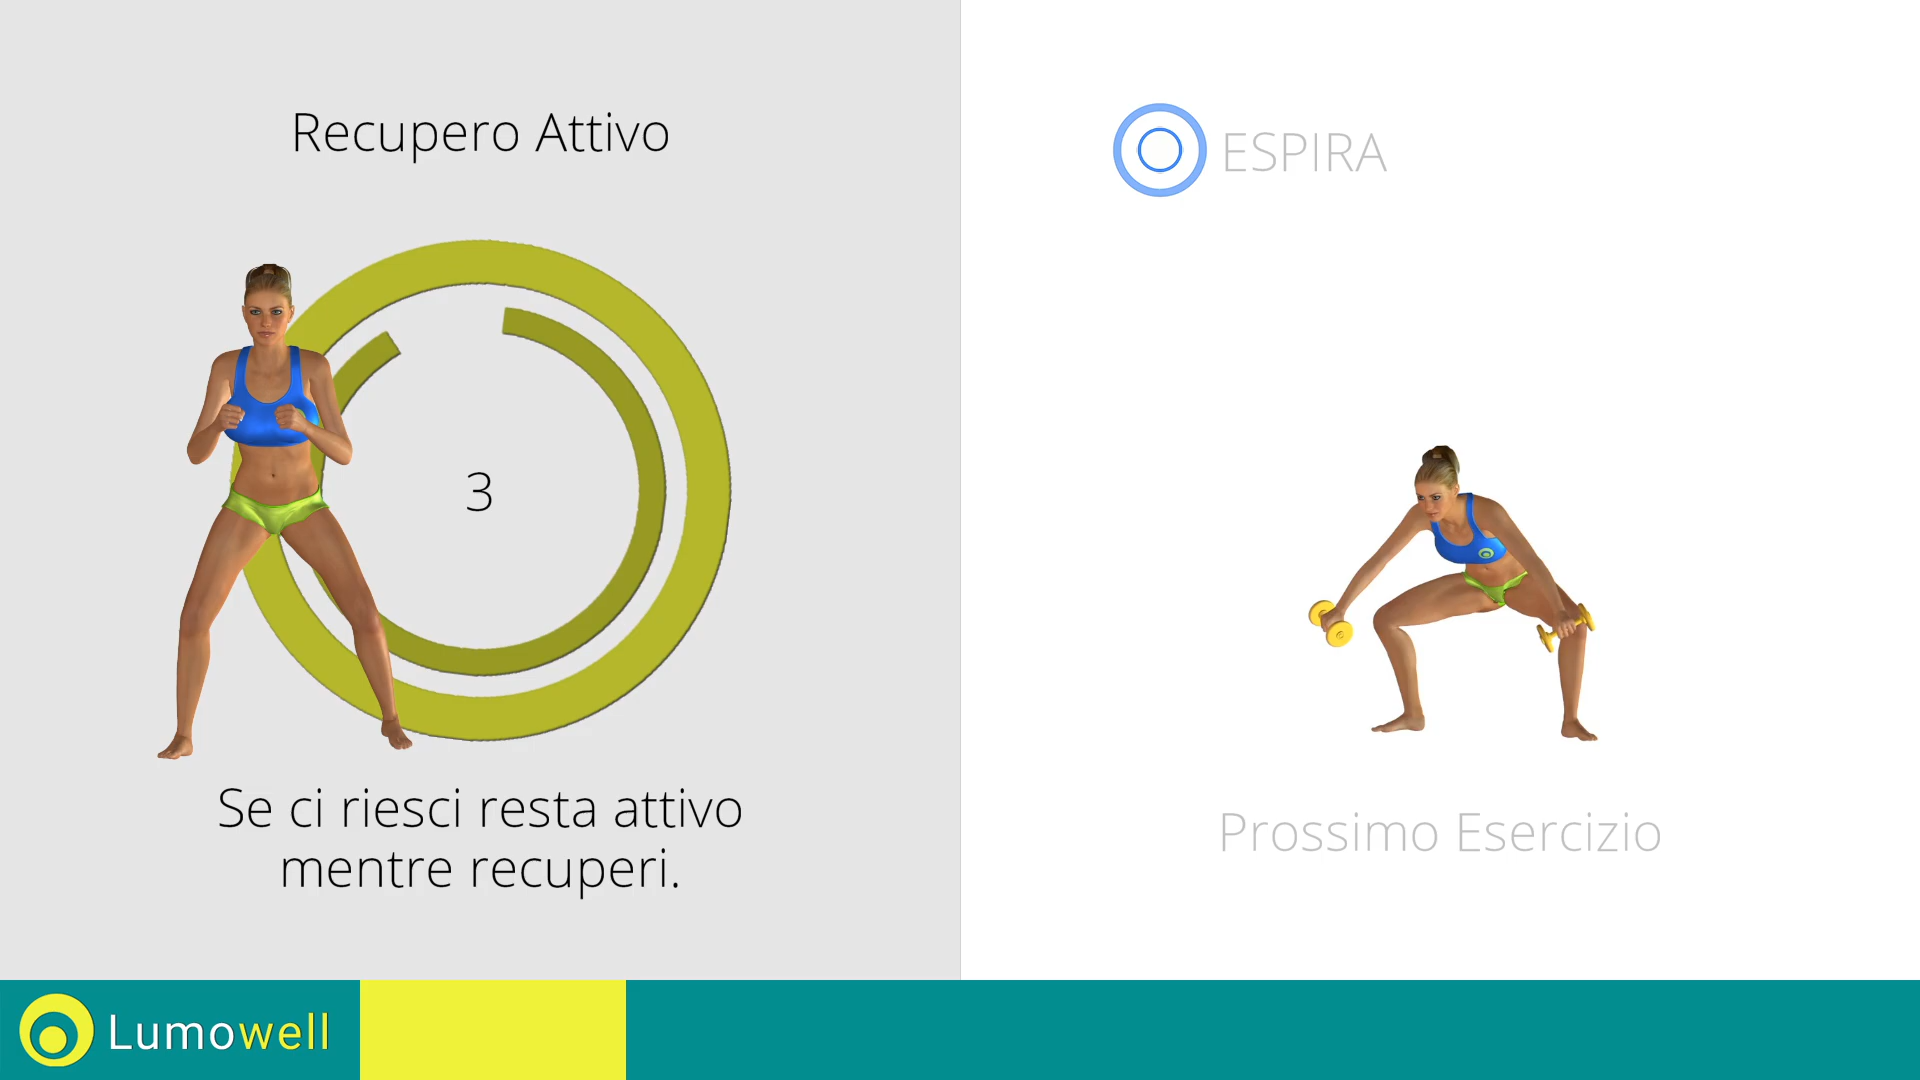 Recupero Attivo
3
Se ci riesci resta attivo
mentre recuperi.
ESPIRA
Prossimo Esercizio
Lumowell